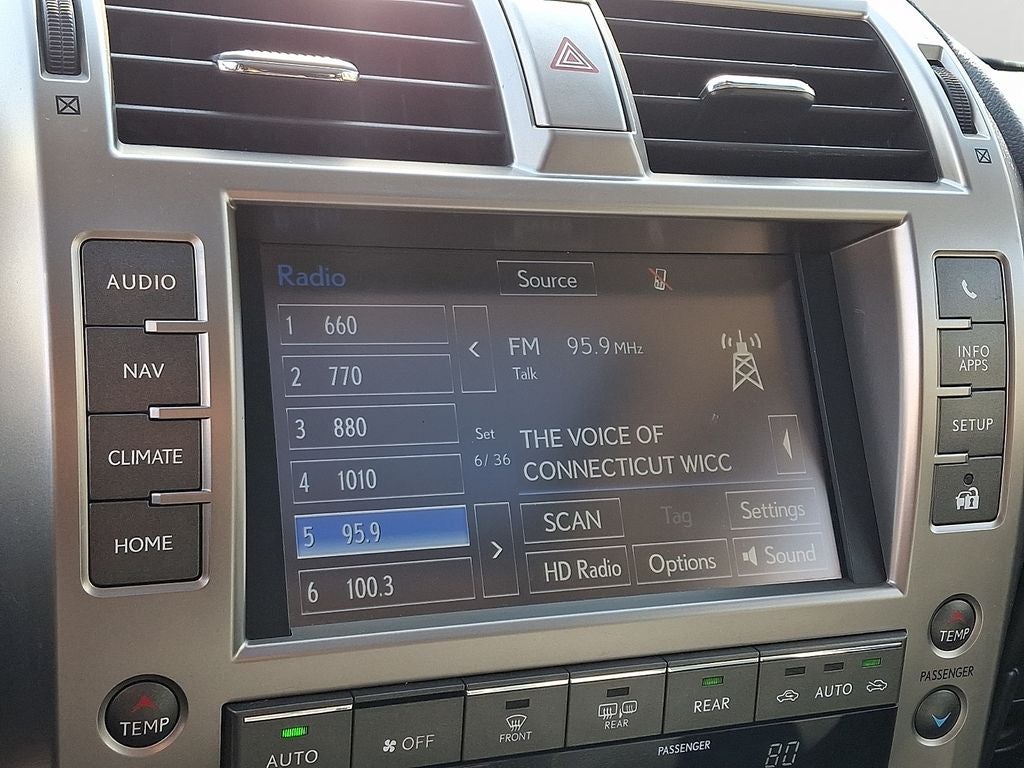 AUDIO
NAV
CLIMATE
HOME
Radio
Source
1 660
2 770
3 880
4 1010
5 95.9
6 100.3
<
>
Set
6/36
FM 95.9 MHz
Talk
THE VOICE OF
CONNECTICUT WICC
SCAN
Tag
Settings
HD Radio
Options
Sound
INFO
APPS
SETUP
TEMP
TEMP
PASSENGER
AUTO
OFF
FRONT
REAR
REAR
AUTO
PASSENGER
80